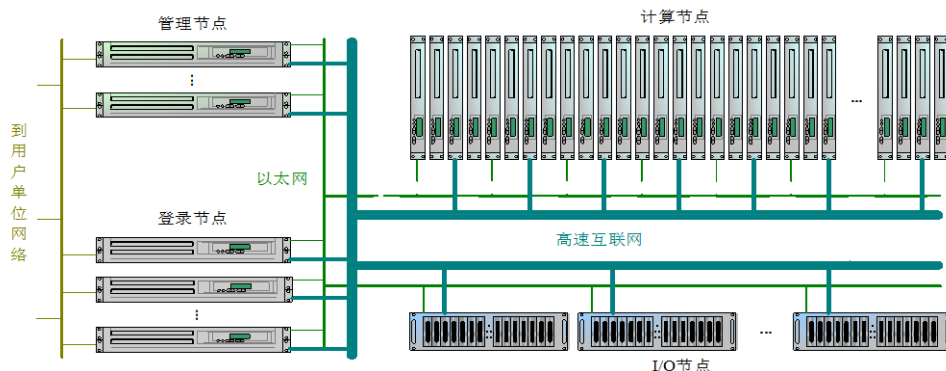 管理节点
计算节点
到用户单位网络
以太网
登录节点
高速互联网
I/O节点